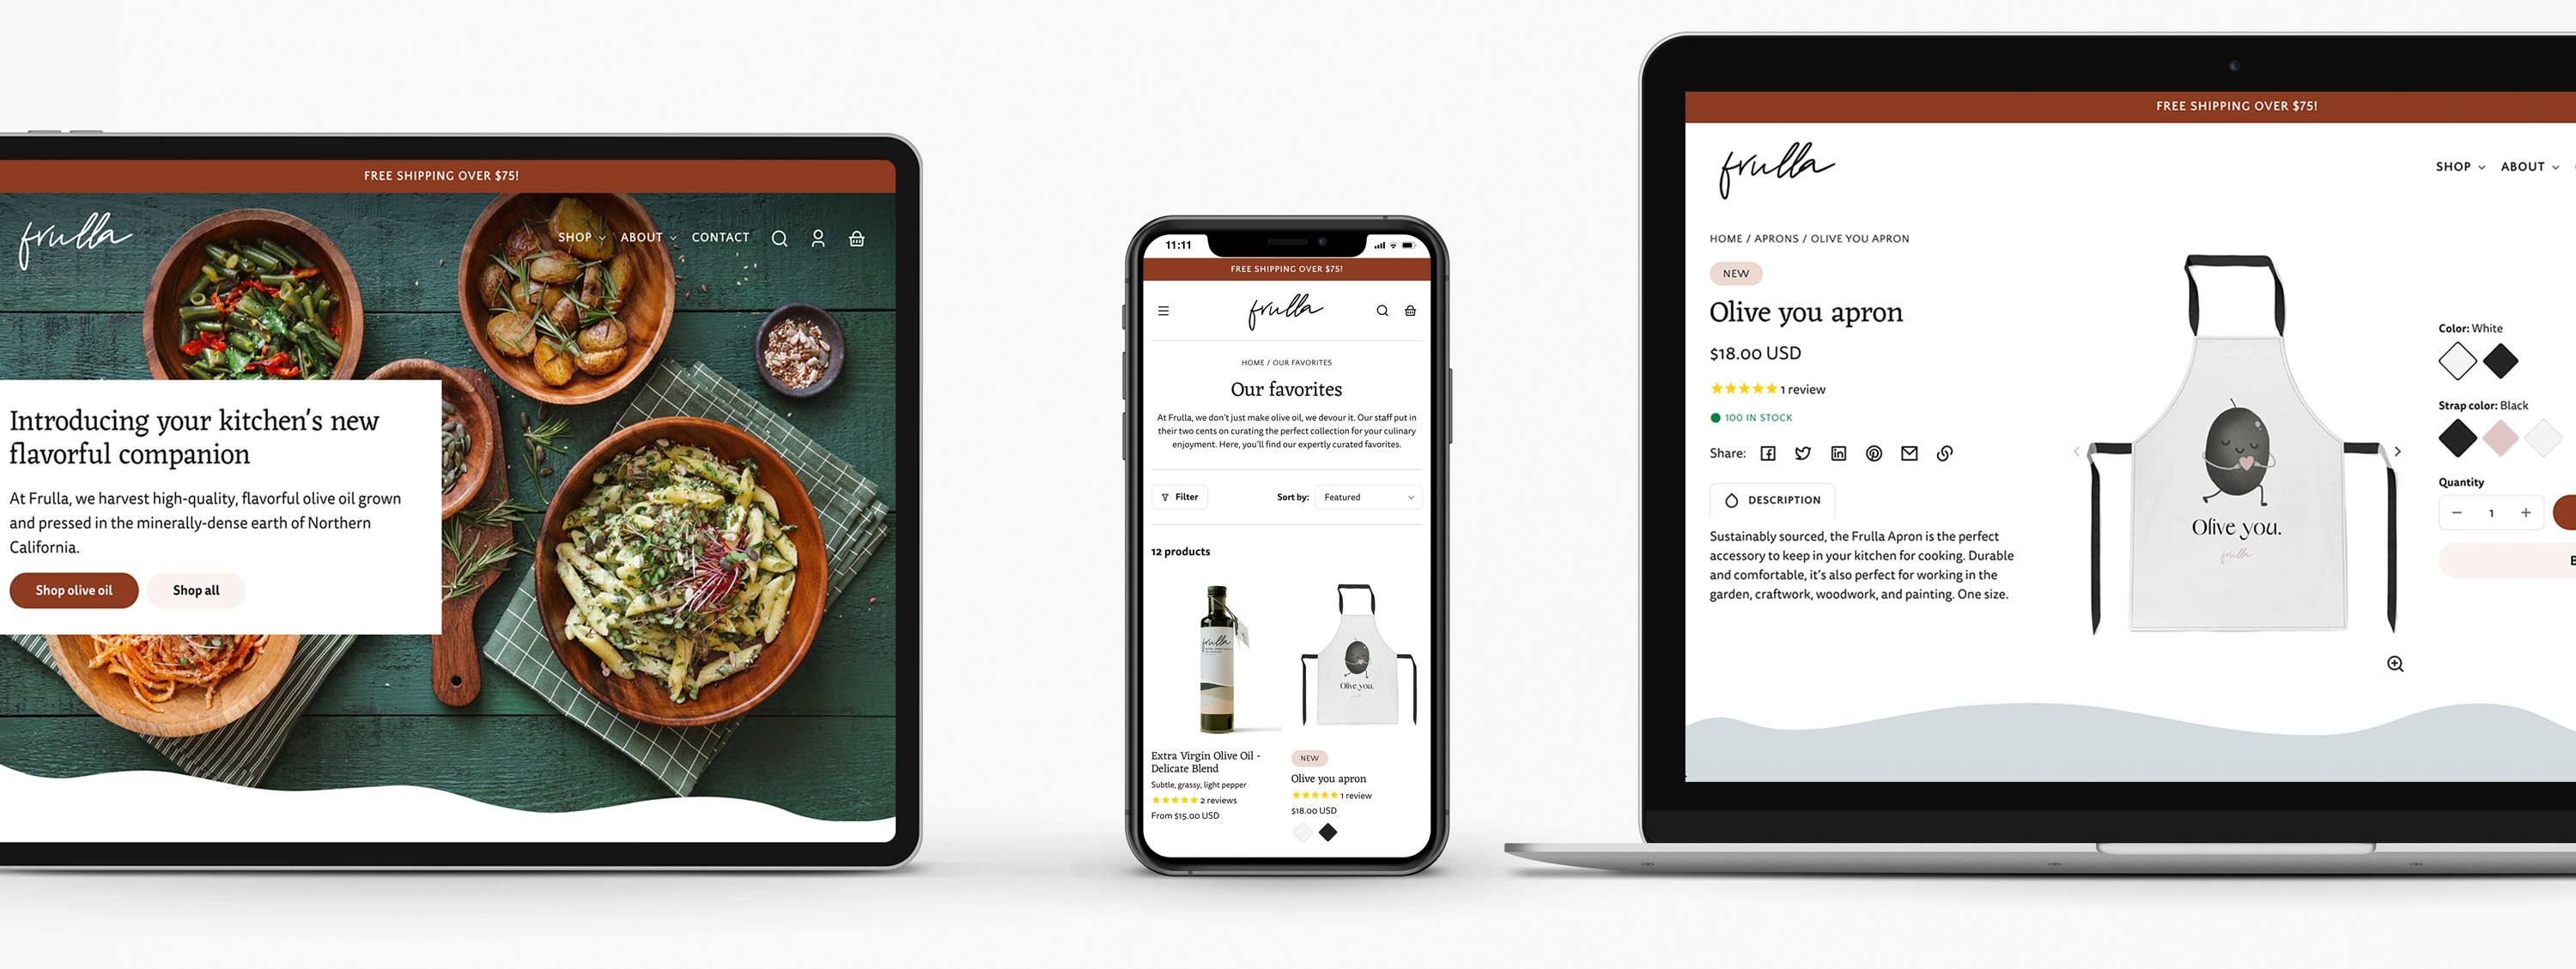 FREE SHIPPING OVER $75!
frulla
SHOP ABOUT CONTACT
Introducing your kitchen's new
flavorful companion
At Frulla, we harvest high-quality, flavorful olive oil grown
and pressed in the minerally-dense earth of Northern
California.
Shop olive oil Shop all
11:11
FREE SHIPPING OVER $75!
frulla
HOME / OUR FAVORITES
Our favorites
At Frulla, we don't just make olive oil, we devour it. Our staff put in
their two cents on curating the perfect collection for your culinary
enjoyment. Here, you'll find our expertly curated favorites.
Filter Sort by: Featured
12 products
frulla
Olive you.
Extra Virgin Olive Oil -
Delicate Blend
Subtle, grassy, light pepper
2 reviews
From $15.00 USD
NEW
Olive you apron
1 review
$18.00 USD
FREE SHIPPING OVER $75!
frulla
SHOP ABOUT
HOME / APRONS / OLIVE YOU APRON
NEW
Olive you apron
$18.00 USD
1 review
100 IN STOCK
Share:
DESCRIPTION
Sustainably sourced, the Frulla Apron is the perfect
accessory to keep in your kitchen for cooking. Durable
and comfortable, it's also perfect for working in the
garden, craftwork, woodwork, and painting. One size.
Olive you.
frulla
Color: White
Strap color: Black
Quantity
− 1 +